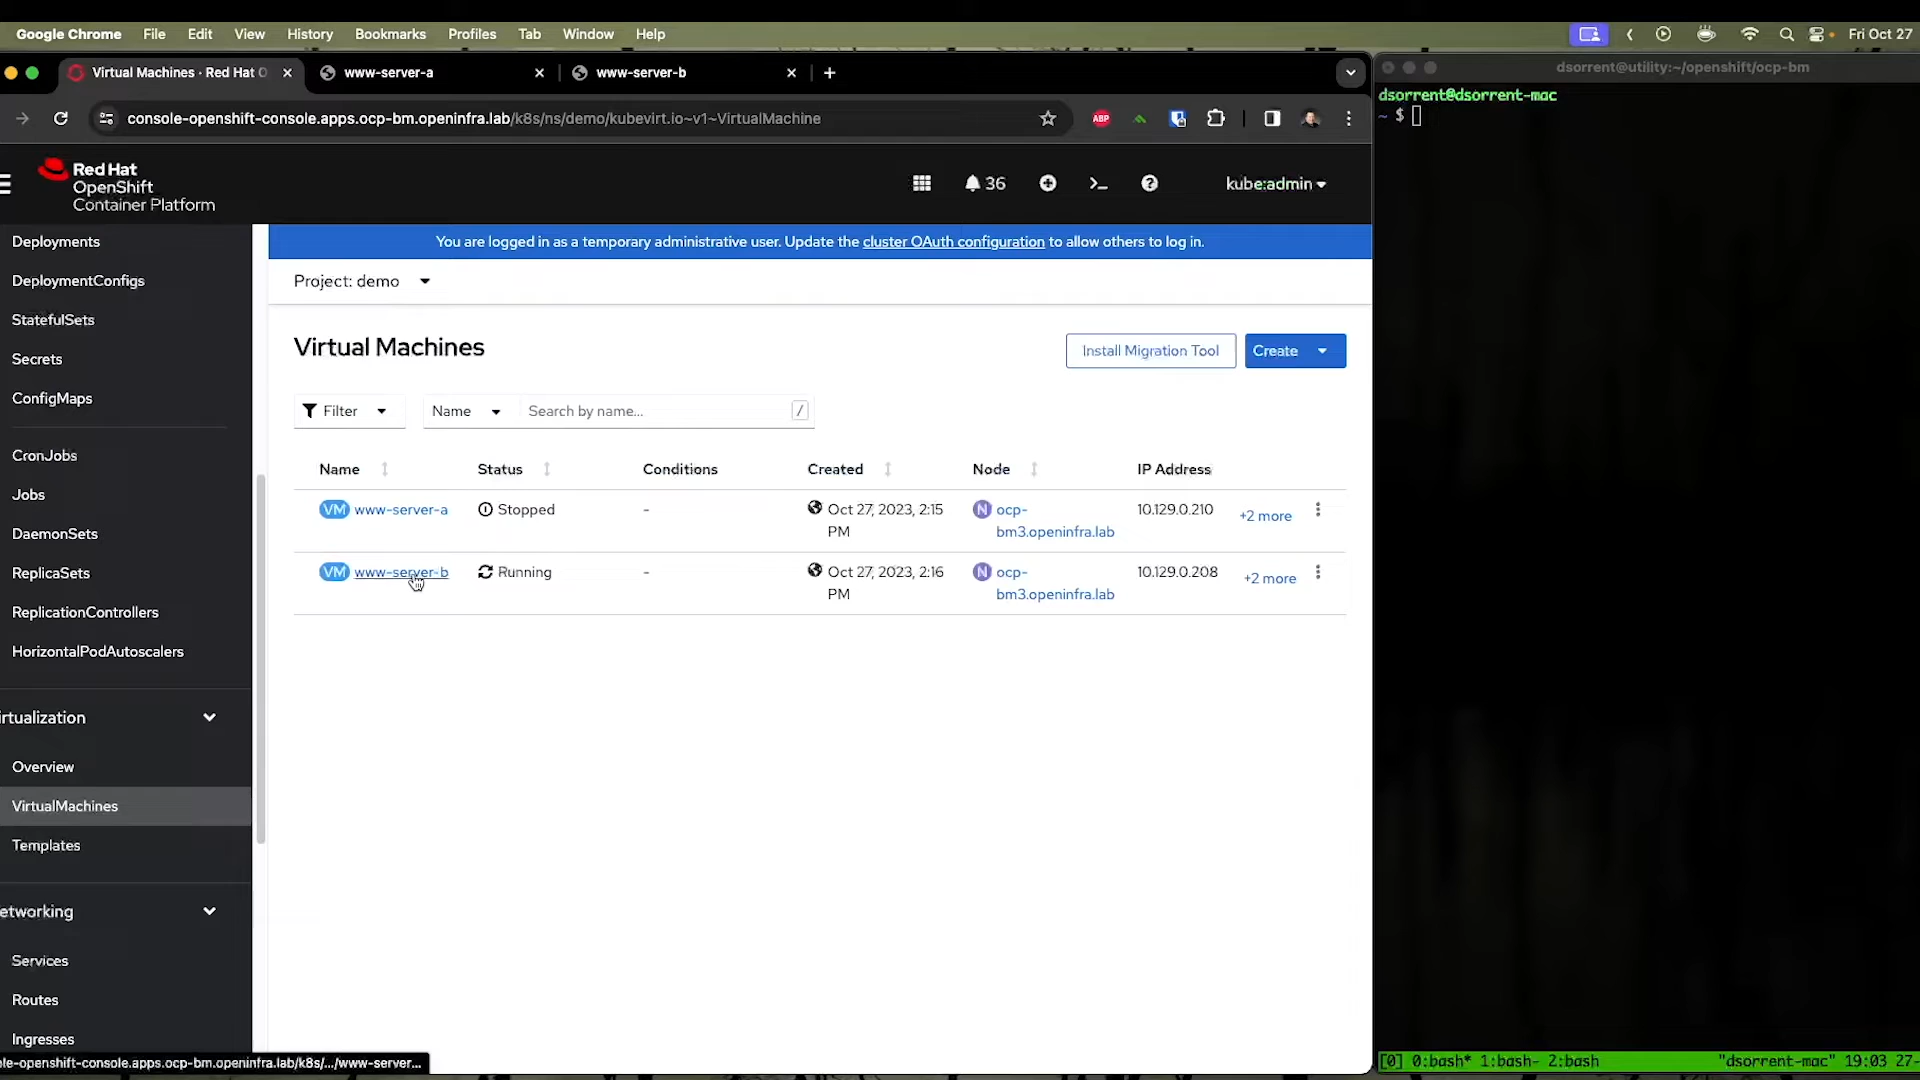 Google Chrome File Edit View History Bookmarks Profiles Tab Window Help Fri Oct 27
Virtual Machines · Red Hat O www-server-a www-server-b
dsorrent@utility:~/openshift/ocp-bm
console-openshift-console.apps.ocp-bm.openinfra.lab/k8s/ns/demo/kubevirt.io~v1~VirtualMachine
ABP
dsorrent@dsorrent-mac
~ $
Red Hat
OpenShift
Container Platform
36
kube:admin
You are logged in as a temporary administrative user. Update the cluster OAuth configuration to allow others to log in.
Deployments
DeploymentConfigs
StatefulSets
Secrets
ConfigMaps
CronJobs
Jobs
DaemonSets
ReplicaSets
ReplicationControllers
HorizontalPodAutoscalers
irtualization
Overview
VirtualMachines
Templates
etworking
Services
Routes
Ingresses
Project: demo
Virtual Machines
Install Migration Tool
Create
Filter
Name
Search by name...
/
Name Status Conditions Created Node IP Address
VM www-server-a Stopped - Oct 27, 2023, 2:15 PM N ocp-bm3.openinfra.lab 10.129.0.210 +2 more
VM www-server-b Running - Oct 27, 2023, 2:16 PM N ocp-bm3.openinfra.lab 10.129.0.208 +2 more
le-openshift-console.apps.ocp-bm.openinfra.lab/k8s/.../www-server...
[0] 0:bash* 1:bash- 2:bash "dsorrent-mac" 19:03 27-